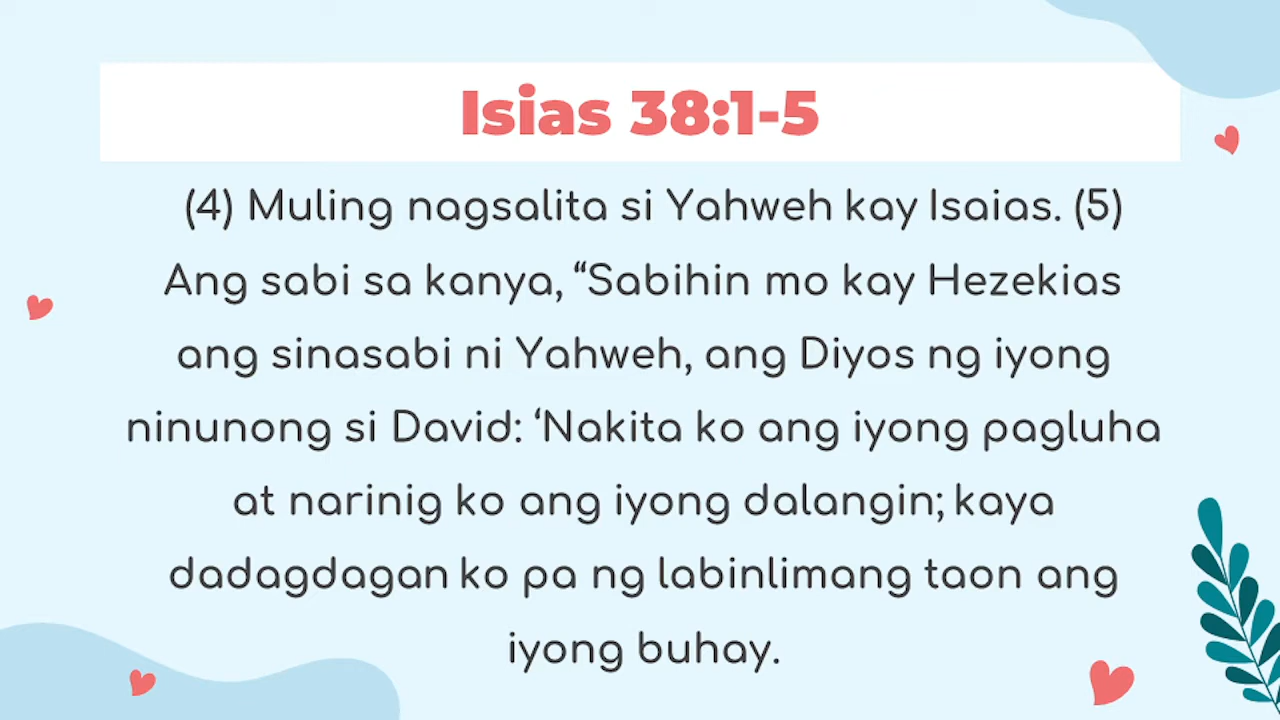 Isias 38:1-5
(4) Muling nagsalita si Yahweh kay Isaias. (5)
Ang sabi sa kanya, “Sabihin mo kay Hezekias
ang sinasabi ni Yahweh, ang Diyos ng iyong
ninunong si David: ‘Nakita ko ang iyong pagluha
at narinig ko ang iyong dalangin; kaya
dadagdagan ko pa ng labinlimang taon ang
iyong buhay.